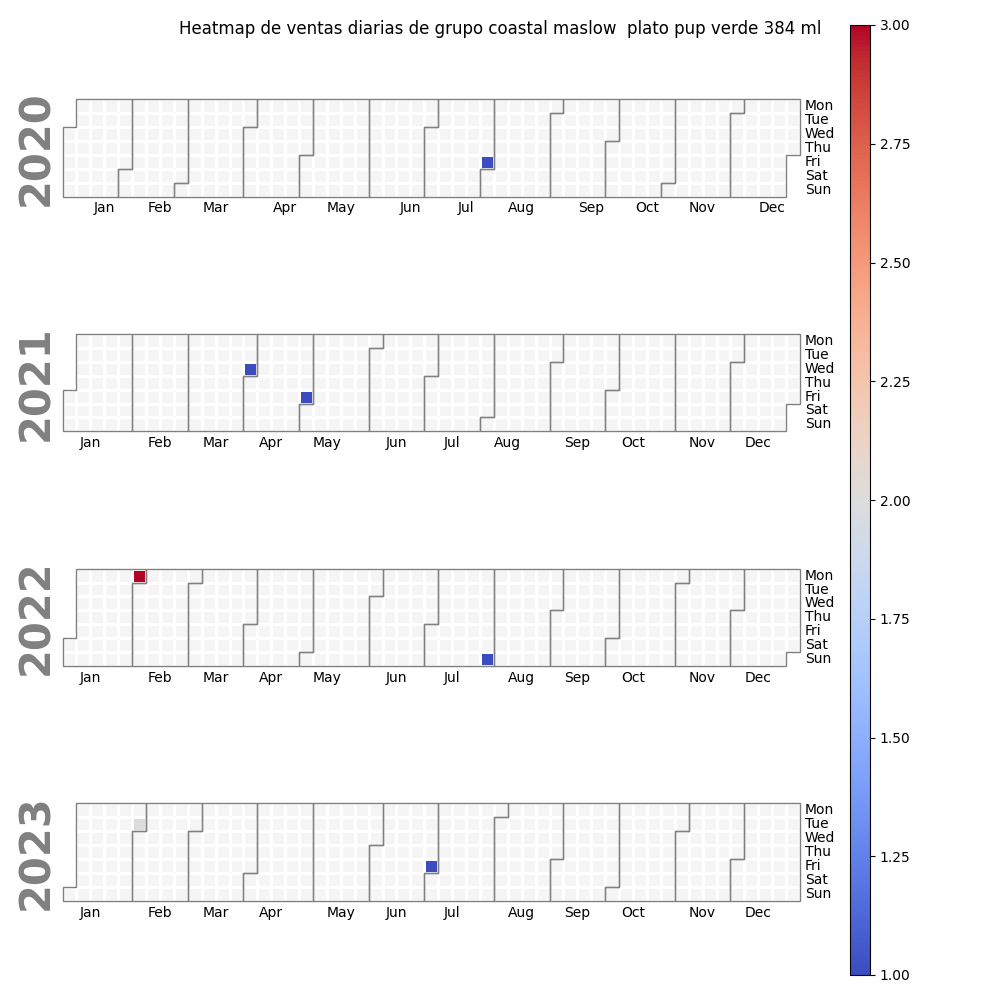 Heatmap de ventas diarias de grupo coastal maslow  plato pup verde 384 ml
2020
Mon
Tue
Wed
Thu
Fri
Sat
Sun
Jan Feb Mar Apr May Jun Jul Aug Sep Oct Nov Dec
2021
Mon
Tue
Wed
Thu
Fri
Sat
Sun
Jan Feb Mar Apr May Jun Jul Aug Sep Oct Nov Dec
2022
Mon
Tue
Wed
Thu
Fri
Sat
Sun
Jan Feb Mar Apr May Jun Jul Aug Sep Oct Nov Dec
2023
Mon
Tue
Wed
Thu
Fri
Sat
Sun
Jan Feb Mar Apr May Jun Jul Aug Sep Oct Nov Dec
3.00
2.75
2.50
2.25
2.00
1.75
1.50
1.25
1.00